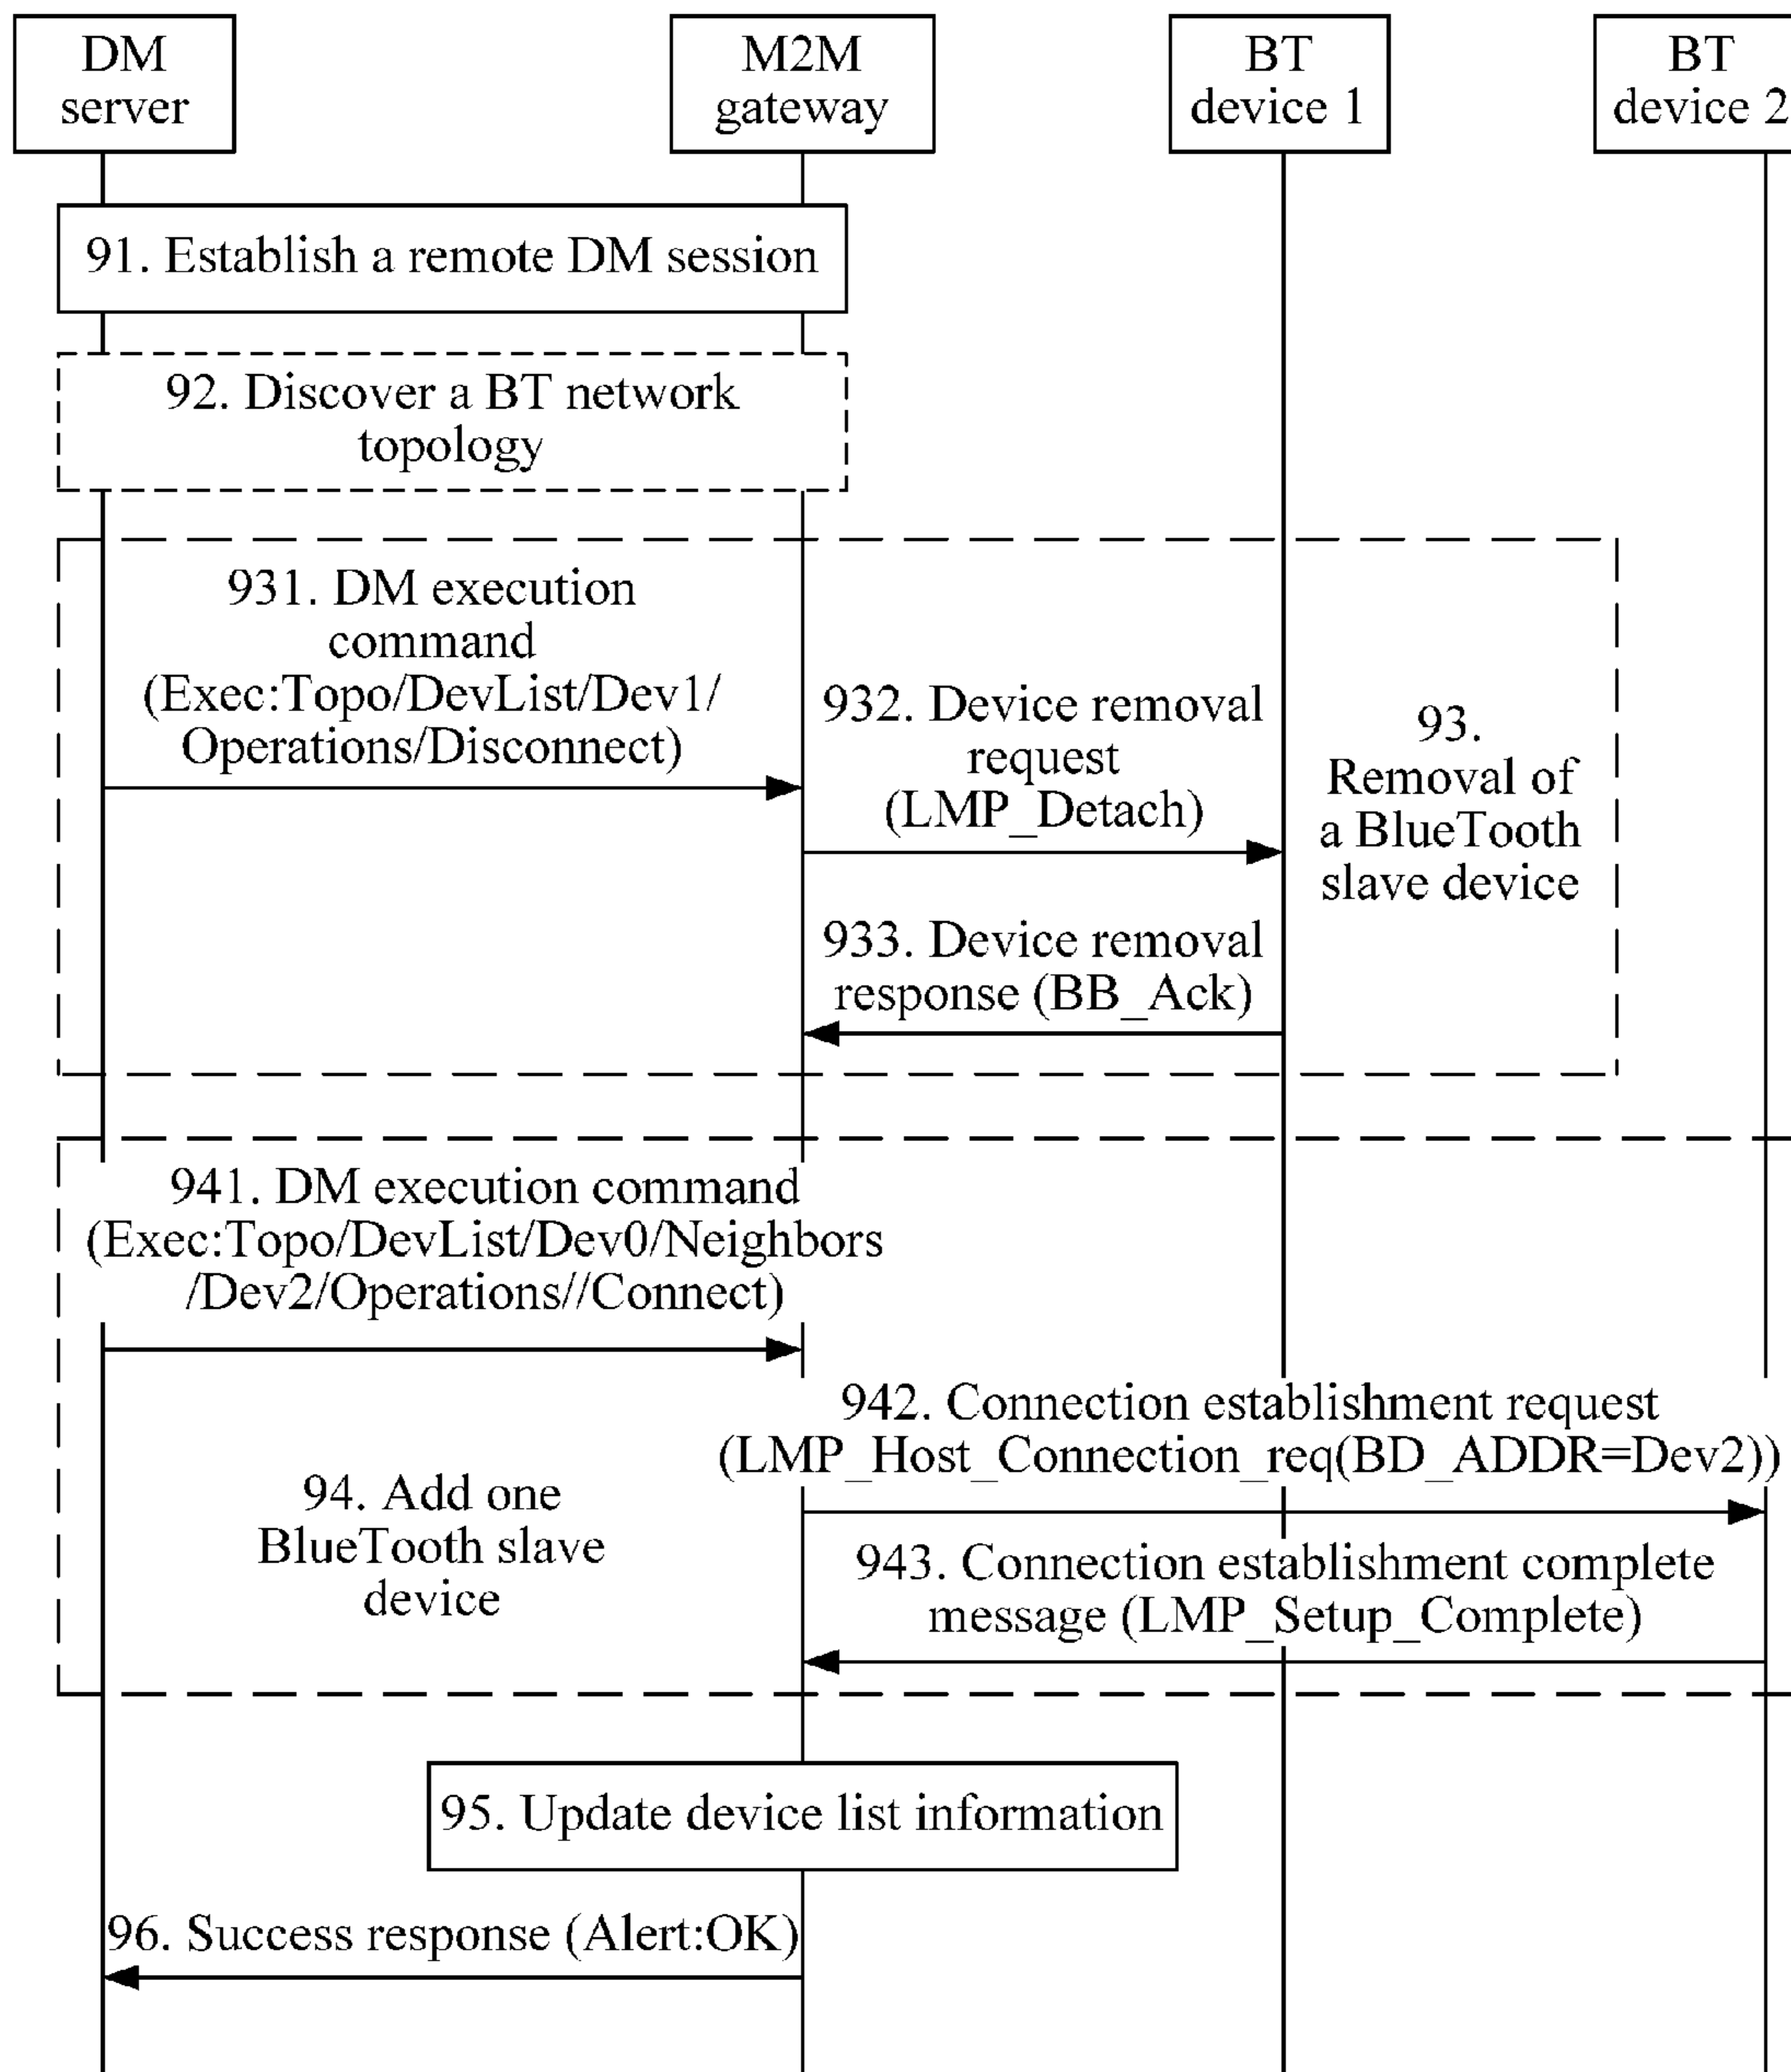 DM
server
M2M
gateway
BT
device 1
BT
device 2
91. Establish a remote DM session
92. Discover a BT network
topology
931. DM execution
command
(Exec:Topo/DevList/Dev1/
Operations/Disconnect)
932. Device removal
request
(LMP_Detach)
93.
Removal of
a BlueTooth
slave device
933. Device removal
response (BB_Ack)
941. DM execution command
(Exec:Topo/DevList/Dev0/Neighbors
/Dev2/Operations//Connect)
942. Connection establishment request
(LMP_Host_Connection_req(BD_ADDR=Dev2))
94. Add one
BlueTooth slave
device
943. Connection establishment complete
message (LMP_Setup_Complete)
95. Update device list information
96. Success response (Alert:OK)